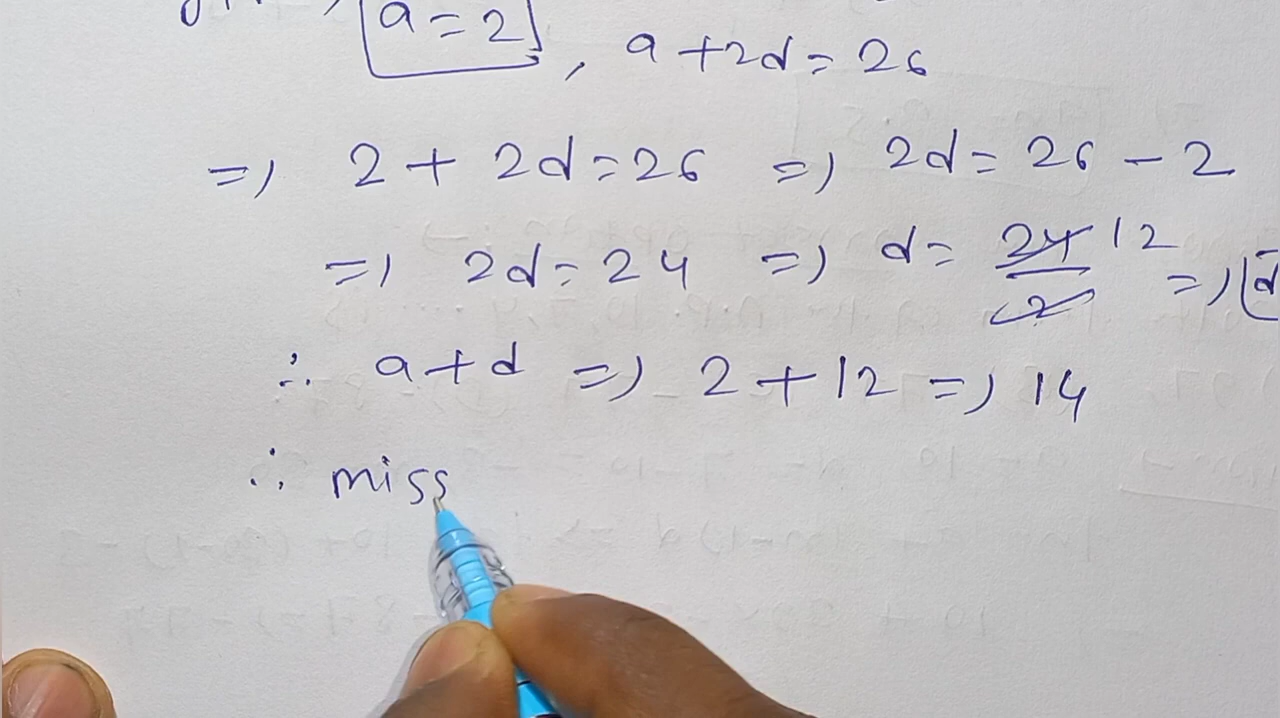 a = 2 , a + 2d = 26
=) 2 + 2d = 26 =) 2d = 26 - 2
=) 2d = 24 =) d = 24/2 12 =) d
∴ a + d =) 2 + 12 =) 14
∴ miss